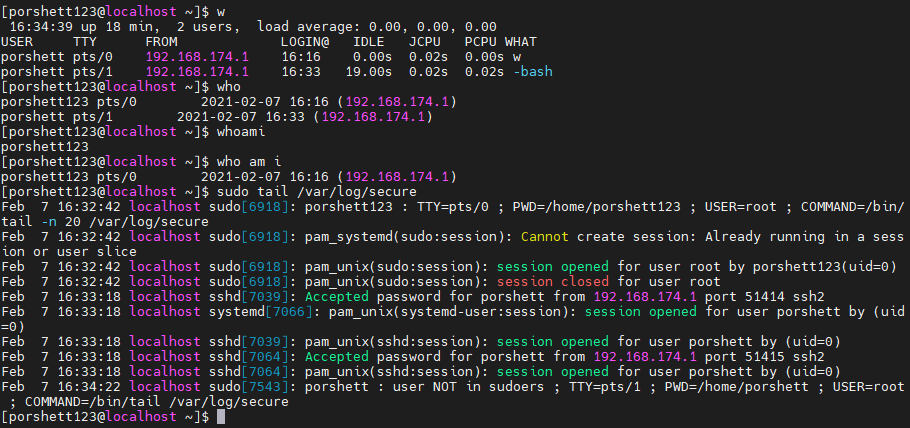 [porshett123@localhost ~]$ w
 16:34:39 up 18 min,  2 users,  load average: 0.00, 0.00, 0.00
USER     TTY      FROM             LOGIN@   IDLE   JCPU   PCPU WHAT
porshett pts/0    192.168.174.1    16:16    0.00s  0.02s  0.00s w
porshett pts/1    192.168.174.1    16:33   19.00s  0.02s  0.02s -bash
[porshett123@localhost ~]$ who
porshett123 pts/0        2021-02-07 16:16 (192.168.174.1)
porshett pts/1        2021-02-07 16:33 (192.168.174.1)
[porshett123@localhost ~]$ whoami
porshett123
[porshett123@localhost ~]$ who am i
porshett123 pts/0        2021-02-07 16:16 (192.168.174.1)
[porshett123@localhost ~]$ sudo tail /var/log/secure
Feb  7 16:32:42 localhost sudo[6918]: porshett123 : TTY=pts/0 ; PWD=/home/porshett123 ; USER=root ; COMMAND=/bin/
tail -n 20 /var/log/secure
Feb  7 16:32:42 localhost sudo[6918]: pam_systemd(sudo:session): Cannot create session: Already running in a sess
ion or user slice
Feb  7 16:32:42 localhost sudo[6918]: pam_unix(sudo:session): session opened for user root by porshett123(uid=0)
Feb  7 16:32:42 localhost sudo[6918]: pam_unix(sudo:session): session closed for user root
Feb  7 16:33:18 localhost sshd[7039]: Accepted password for porshett from 192.168.174.1 port 51414 ssh2
Feb  7 16:33:18 localhost systemd[7066]: pam_unix(systemd-user:session): session opened for user porshett by (uid
=0)
Feb  7 16:33:18 localhost sshd[7039]: pam_unix(sshd:session): session opened for user porshett by (uid=0)
Feb  7 16:33:18 localhost sshd[7064]: Accepted password for porshett from 192.168.174.1 port 51415 ssh2
Feb  7 16:33:18 localhost sshd[7064]: pam_unix(sshd:session): session opened for user porshett by (uid=0)
Feb  7 16:34:22 localhost sudo[7543]: porshett : user NOT in sudoers ; TTY=pts/1 ; PWD=/home/porshett ; USER=root
 ; COMMAND=/bin/tail /var/log/secure
[porshett123@localhost ~]$